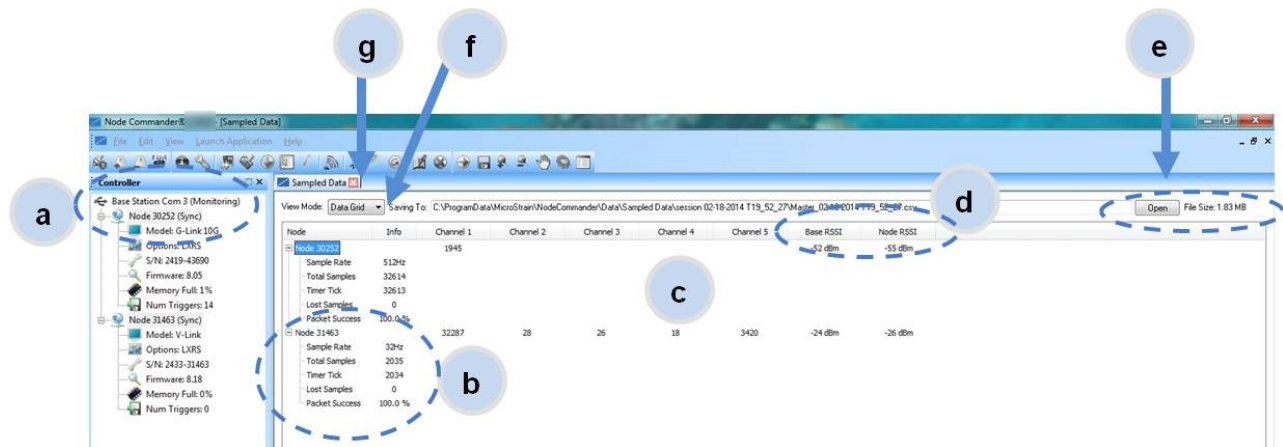 g
f
e
Node Commander® - [Sampled Data]
File Edit View Launch Application Help
Controller
Sampled Data
a
Base Station Com 3 (Monitoring)
Node 30252 (Sync)
Model: G-Link 10G
Options: LXRS
S/N: 2419-43690
Firmware: 8.05
Memory Full: 1%
Num Triggers: 14
Node 31463 (Sync)
Model: V-Link
Options: LXRS
S/N: 2433-31463
Firmware: 8.18
Memory Full: 0%
Num Triggers: 0
View Mode: Data Grid Saving To: C:\ProgramData\MicroStrain\NodeCommander\Data\Sampled Data\session 02-18-2014 T19_52_27\Master_02-18-2014 T19_52_27.csv
d
Open File Size: 1.83 MB
Node Info Channel 1 Channel 2 Channel 3 Channel 4 Channel 5 Base RSSI Node RSSI
Node 30252 1945 -52 dBm -55 dBm
Sample Rate 512Hz
Total Samples 32614
Timer Tick 32613
Lost Samples 0
Packet Success 100.0 %
c
Node 31463 32287 28 26 18 3420 -24 dBm -26 dBm
Sample Rate 32Hz
Total Samples 2035
Timer Tick 2034
Lost Samples 0
Packet Success 100.0 %
b